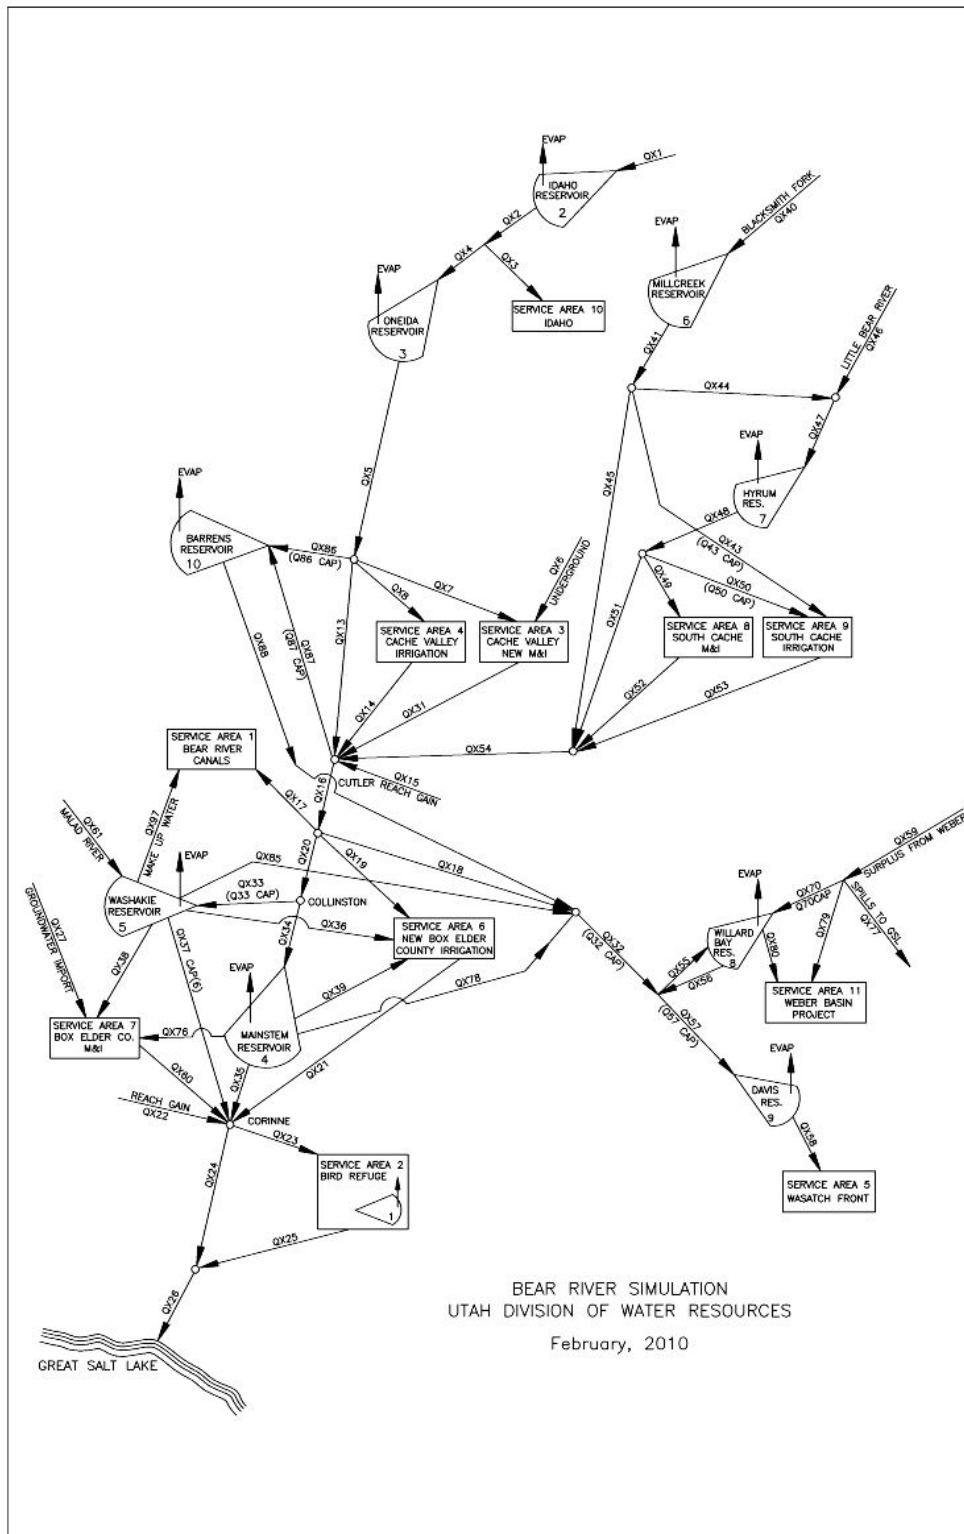 EVAP
QX1
IDAHO
RESERVOIR
2
QX2
QX4
QX3
EVAP
ONEIDA
RESERVOIR
3
SERVICE AREA 10
IDAHO
EVAP
BLACKSMITH FORK
QX40
MILLCREEK
RESERVOIR
6
QX41
LITTLE BEAR RIVER
QX46
QX44
QX47
EVAP
HYRUM
RES.
7
QX45
QX48
QX43
(Q43 CAP)
QX5
EVAP
BARRENS
RESERVOIR
10
QX86
(Q86 CAP)
QX8
QX7
QX6
UNDERGROUND
QX49
QX50
(Q50 CAP)
QX51
QX88
QX87
(Q87 CAP)
QX13
SERVICE AREA 4
CACHE VALLEY
IRRIGATION
SERVICE AREA 3
CACHE VALLEY
NEW M&I
SERVICE AREA 8
SOUTH CACHE
M&I
SERVICE AREA 9
SOUTH CACHE
IRRIGATION
QX14
QX31
QX52
QX53
QX54
SERVICE AREA 1
BEAR RIVER
CANALS
QX16
QX15
CUTLER REACH GAIN
QX17
QX61
MALAD RIVER
QX97
MAKE UP WATER
QX20
QX19
QX18
QX59
SURPLUS FROM WEBER
EVAP
QX85
WASHAKIE
RESERVOIR
5
QX33
(Q33 CAP)
COLLINSTON
QX36
QX34
SERVICE AREA 6
NEW BOX ELDER
COUNTY IRRIGATION
QX32
(Q32 CAP)
EVAP
QX70
Q70CAP
QX79
SPILLS TO GSL
QX77
WILLARD
BAY
RES.
8
QX80
QX55
QX56
QX27
GROUNDWATER IMPORT
QX38
QX37
CAP(6)
EVAP
QX39
QX78
SERVICE AREA 11
WEBER BASIN
PROJECT
SERVICE AREA 7
BOX ELDER CO.
M&I
QX76
MAINSTEM
RESERVOIR
4
QX57
(Q57 CAP)
QX60
QX35
QX21
EVAP
DAVIS
RES.
9
REACH GAIN
QX22
CORINNE
QX23
QX58
QX24
SERVICE AREA 2
BIRD REFUGE
1
SERVICE AREA 5
WASATCH FRONT
QX25
QX26
GREAT SALT LAKE
BEAR RIVER SIMULATION
UTAH DIVISION OF WATER RESOURCES
February, 2010